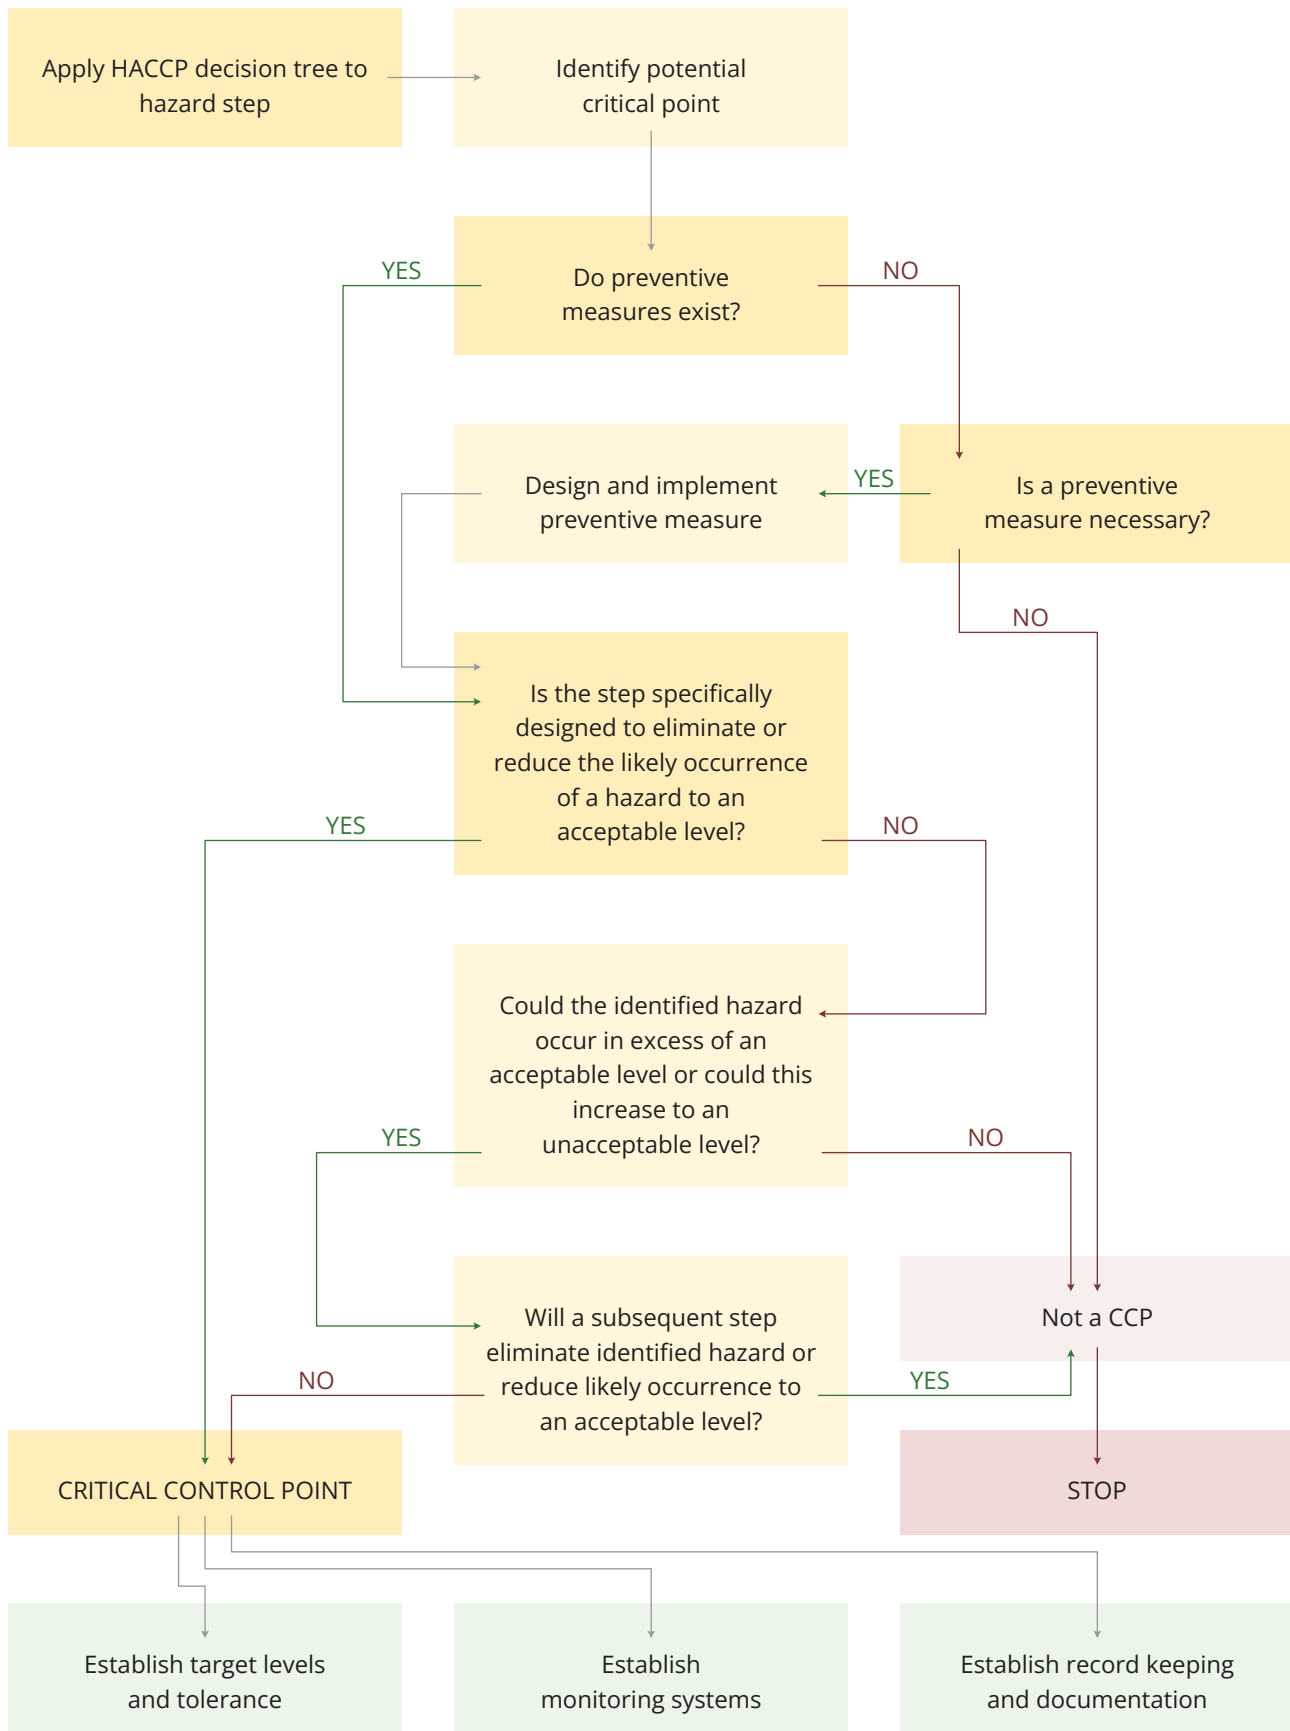 Apply HACCP decision tree to
hazard step
Identify potential
critical point
Do preventive
measures exist?
YES
NO
Design and implement
preventive measure
YES
Is a preventive
measure necessary?
NO
Is the step specifically
designed to eliminate or
reduce the likely occurrence
of a hazard to an
acceptable level?
YES
NO
Could the identified hazard
occur in excess of an
acceptable level or could this
increase to an
unacceptable level?
YES
NO
Will a subsequent step
eliminate identified hazard or
reduce likely occurrence to
an acceptable level?
NO
YES
Not a CCP
CRITICAL CONTROL POINT
STOP
Establish target levels
and tolerance
Establish
monitoring systems
Establish record keeping
and documentation